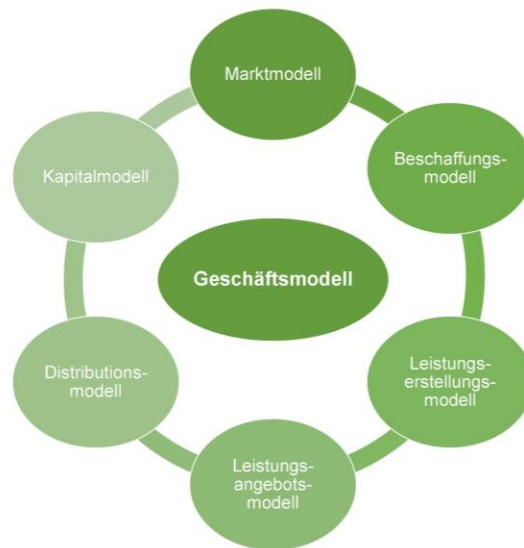 Marktmodell
Beschaffungs-
modell
Leistungs-
erstellungs-
modell
Leistungs-
angebots-
modell
Distributions-
modell
Kapitalmodell
Geschäftsmodell